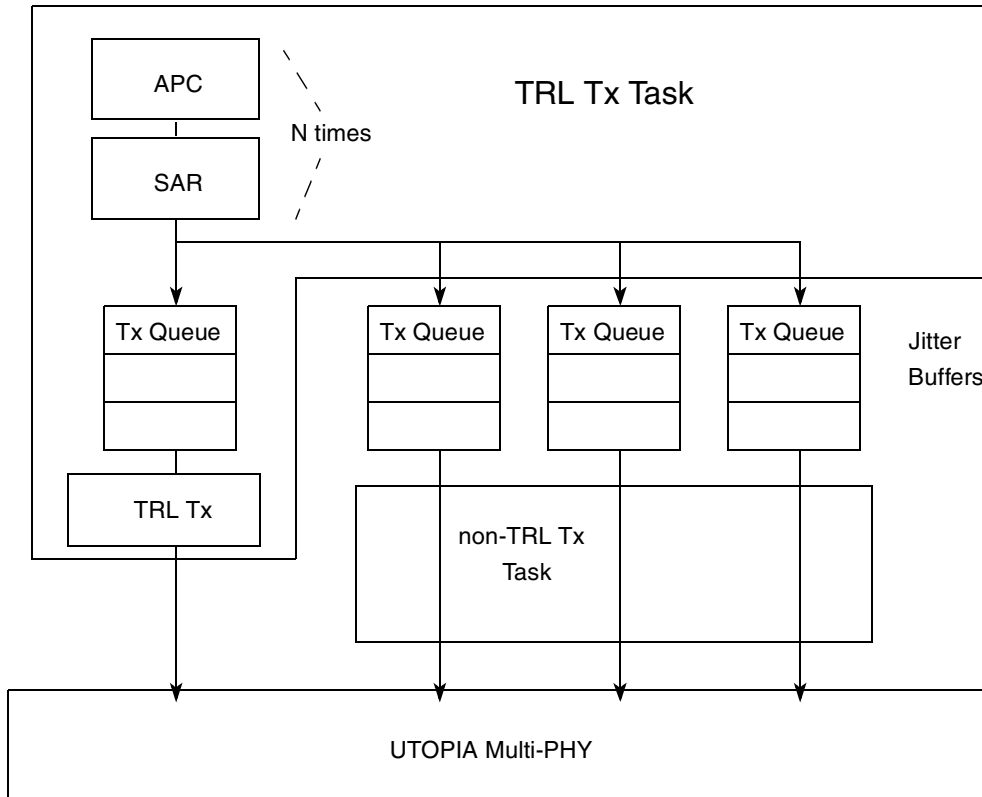 APC
TRL Tx Task
N times
SAR
Tx Queue
Tx Queue
Tx Queue
Tx Queue
Jitter
Buffers
TRL Tx
non-TRL Tx
Task
UTOPIA Multi-PHY